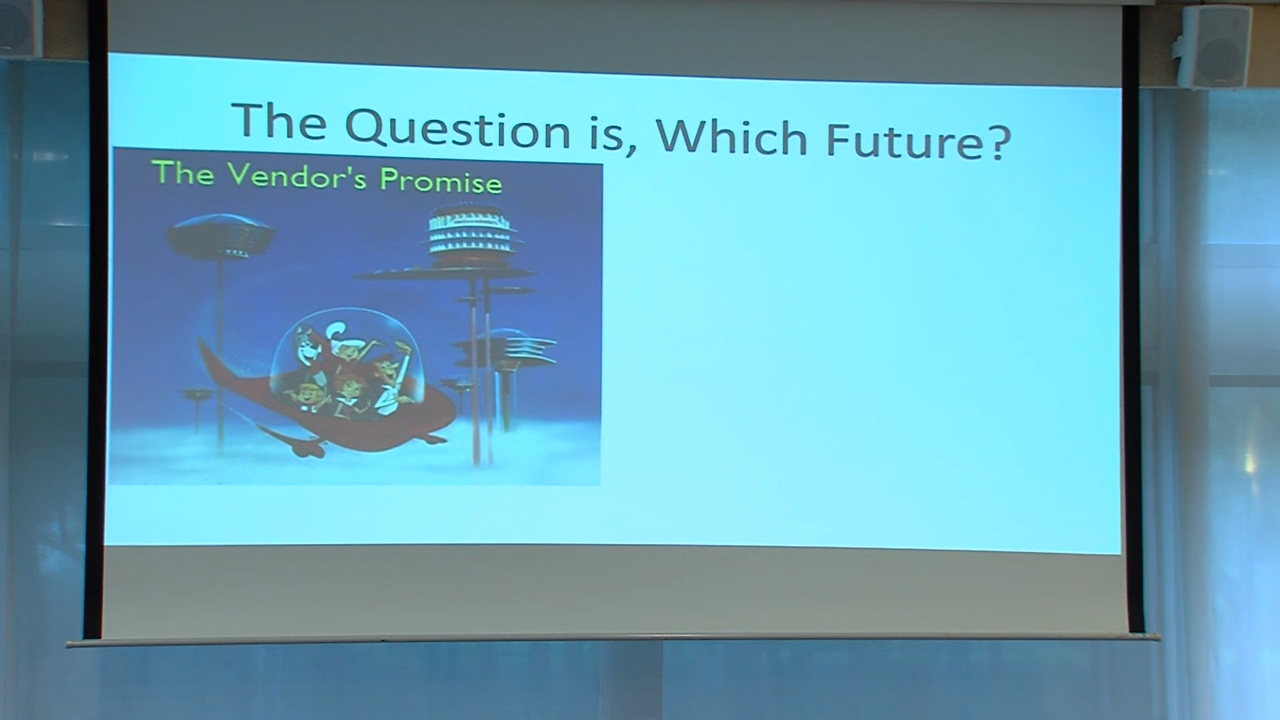 The Question is, Which Future?
The Vendor's Promise